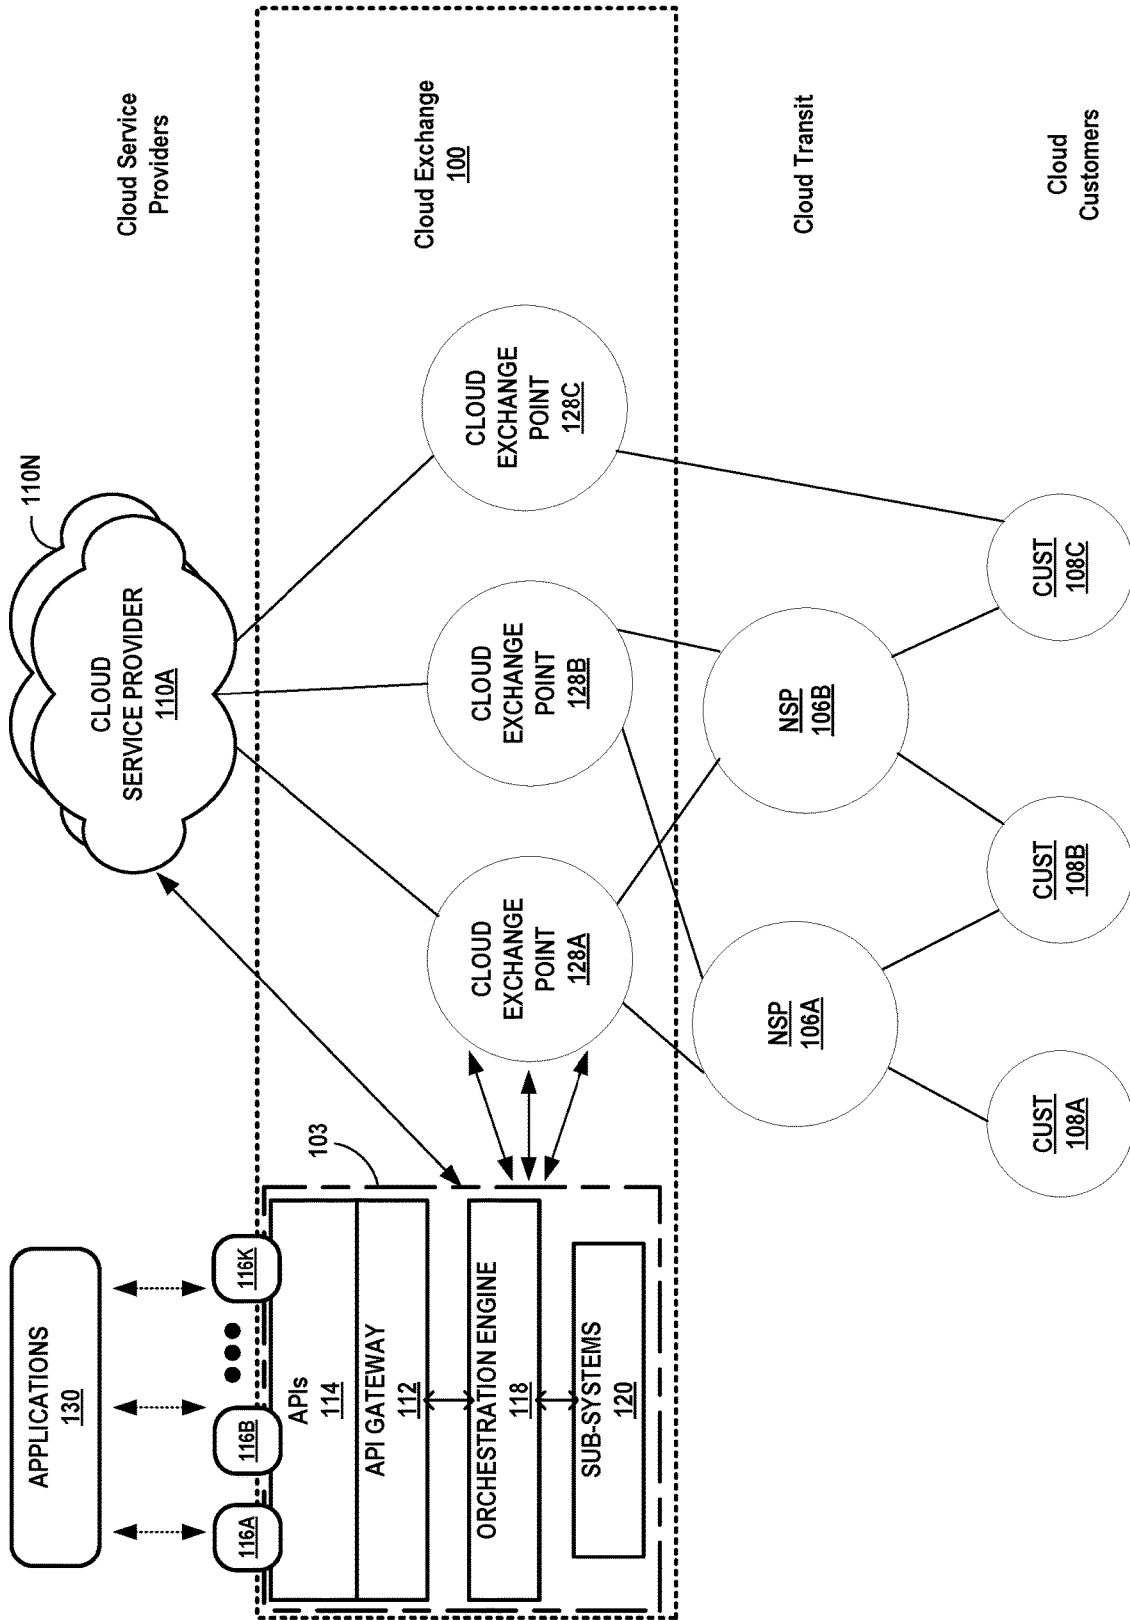 APPLICATIONS
130
116A
116B
116K
APIs
114
API GATEWAY
112
ORCHESTRATION ENGINE
118
SUB-SYSTEMS
120
103
110N
CLOUD
SERVICE PROVIDER
110A
Cloud Service
Providers
CLOUD
EXCHANGE
POINT
128A
CLOUD
EXCHANGE
POINT
128B
CLOUD
EXCHANGE
POINT
128C
Cloud Exchange
100
NSP
106A
NSP
106B
Cloud Transit
CUST
108A
CUST
108B
CUST
108C
Cloud
Customers